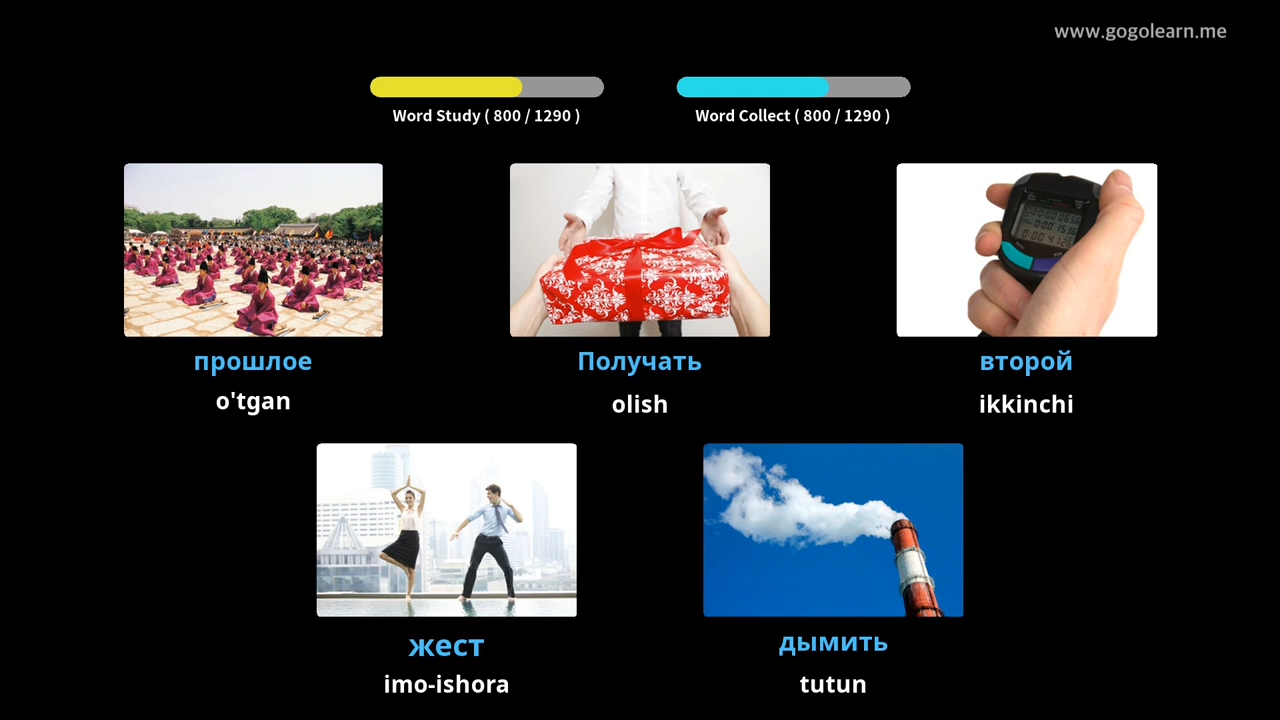 www.gogolearn.me
Word Study ( 800 / 1290 )
Word Collect ( 800 / 1290 )
прошлое
o'tgan
Получать
olish
второй
ikkinchi
жест
imo-ishora
дымить
tutun